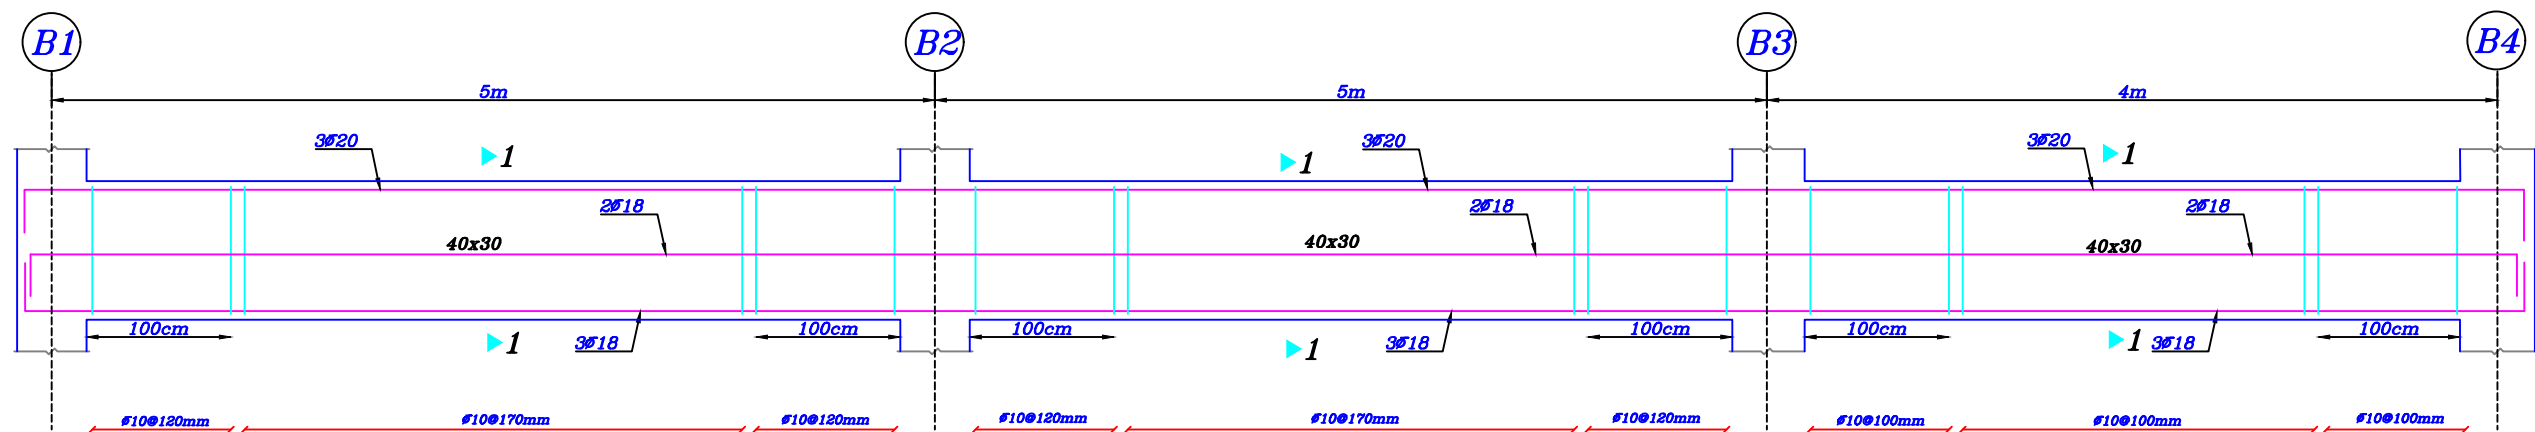 B1 B2 B3 B4
5m 5m 4m
3Ø20 1 3Ø20 1 3Ø20 1
2Ø18 2Ø18 2Ø18
40x30 40x30 40x30
100cm 100cm 100cm 100cm 100cm 100cm
3Ø18 1 3Ø18 1 3Ø18 1
Ø10@120mm Ø10@170mm Ø10@120mm Ø10@120mm Ø10@170mm Ø10@120mm Ø10@100mm Ø10@100mm Ø10@100mm